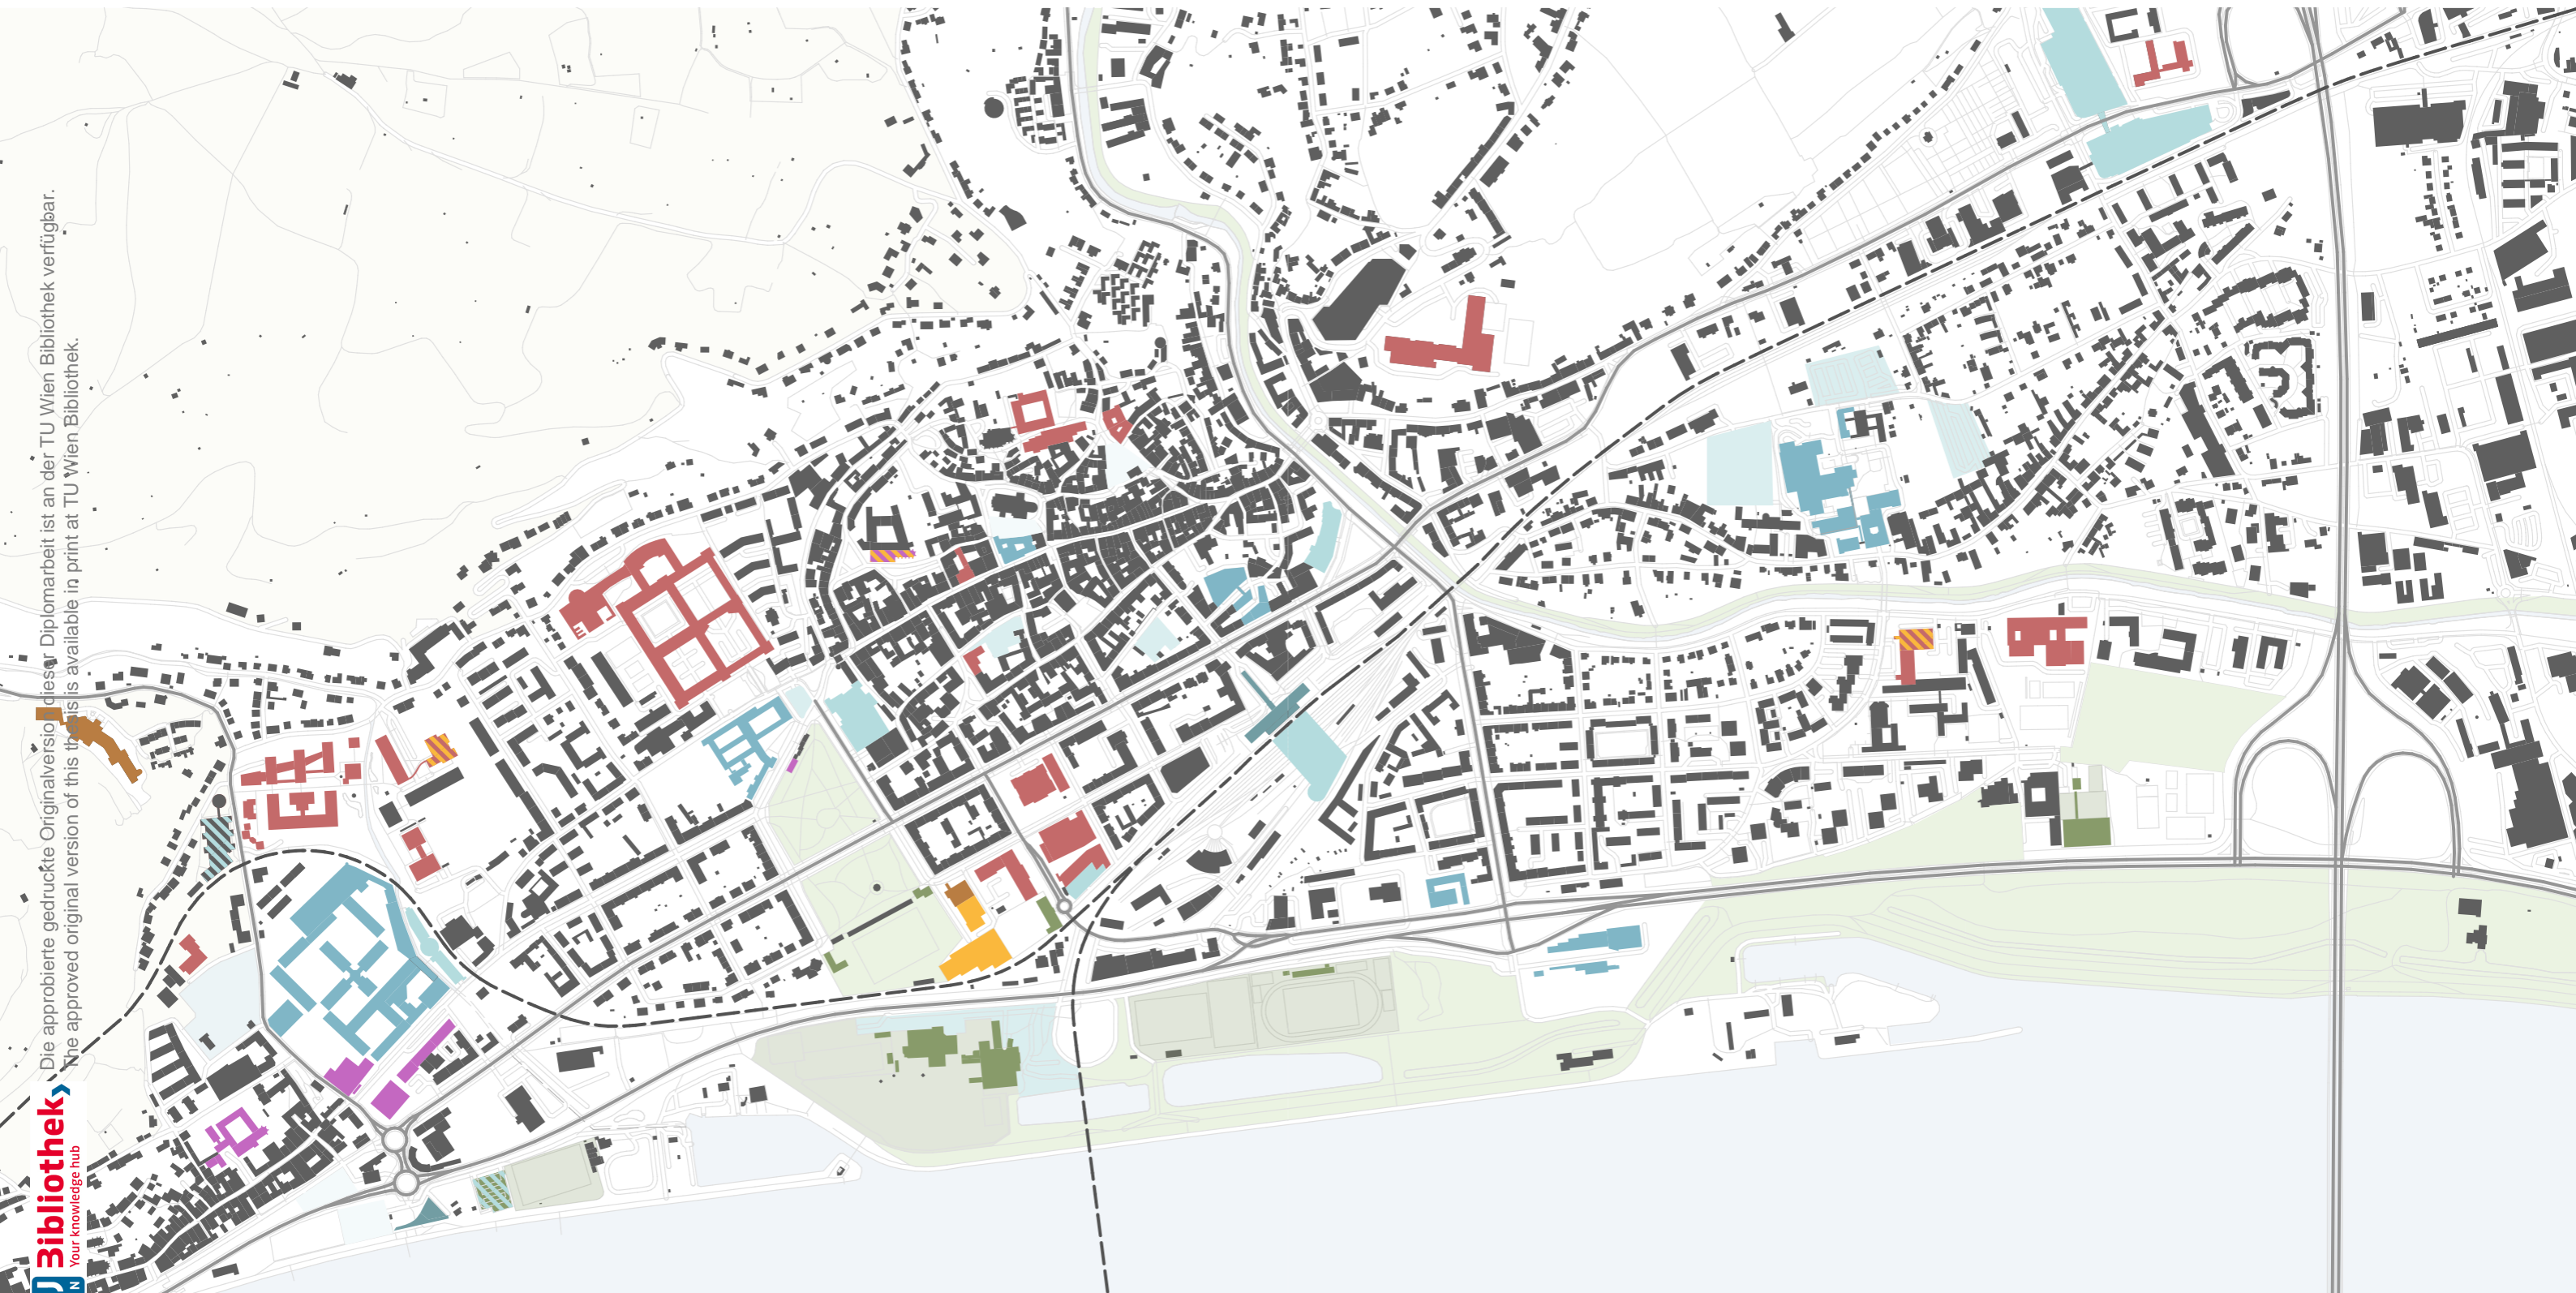 Die approbierte gedruckte Originalversion dieser Diplomarbeit ist an der TU Wien Bibliothek verfügbar.
The approved original version of this thesis is available in print at TU Wien Bibliothek.
Bibliothek
Your knowledge hub